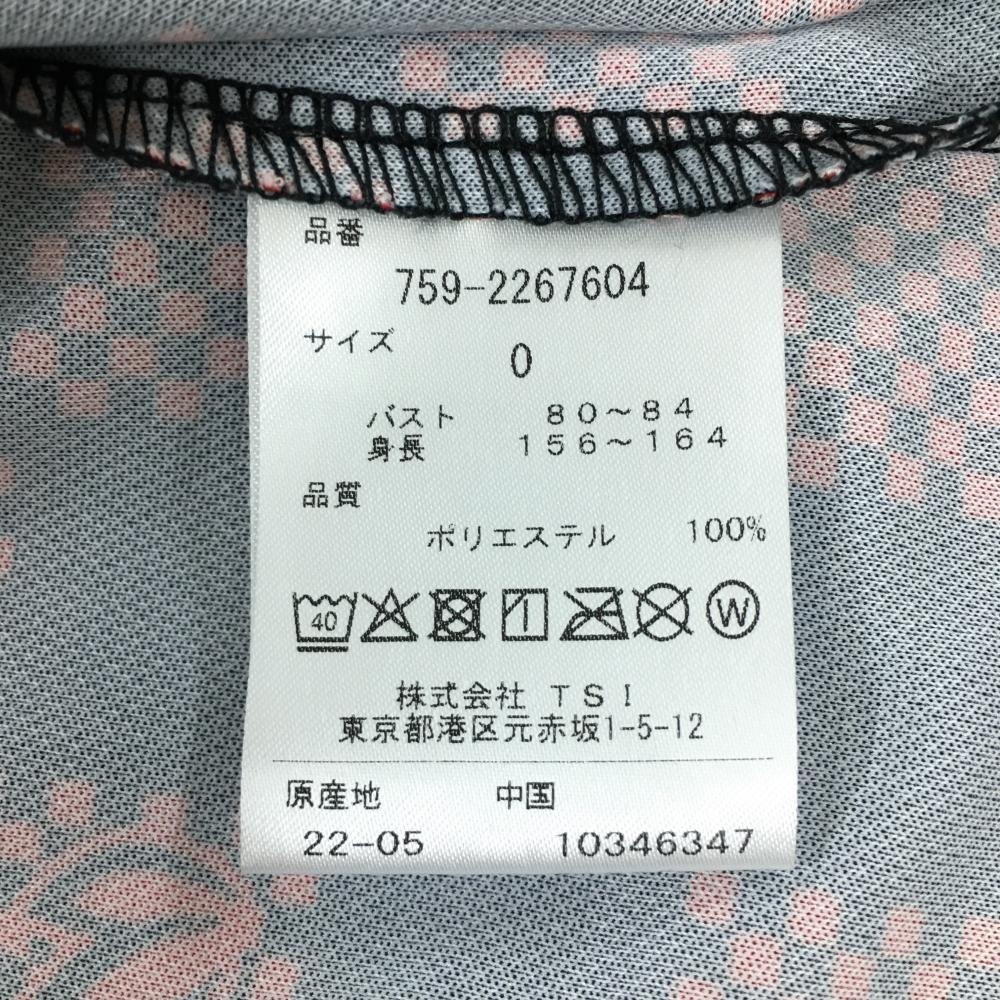 品番
759-2267604
サイズ
0
バスト 80～84
身長 156～164
品質
ポリエステル 100%
40 1 W
株式会社 TSI
東京都港区元赤坂1-5-12
原産地 中国
22-05 10346347